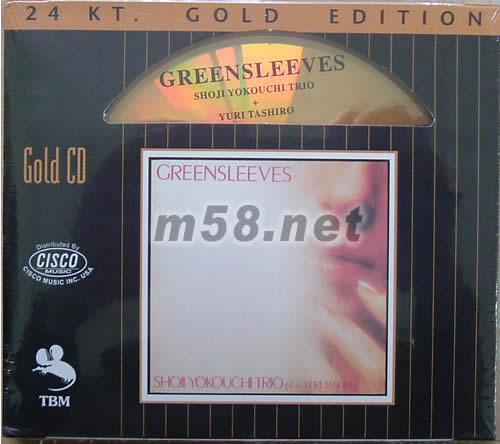 24 KT. GOLD EDITION
GREENSLEEVES
SHOJI YOKOUCHI TRIO
+
YURI TASHIRO
Gold CD
GREENSLEEVES
m58.net
Distributed By
CISCO
MUSIC
CISCO MUSIC INC. USA
SHOJI YOKOUCHI TRIO plus YURI TASHIRO
TBM